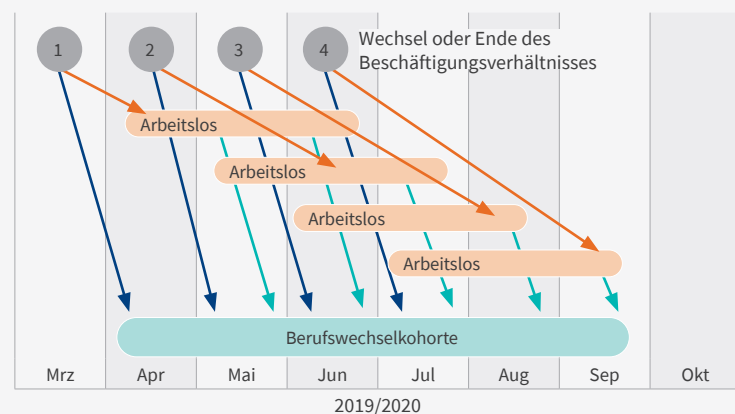 1 2 3 4
Wechsel oder Ende des
Beschäftigungsverhältnisses
Arbeitslos
Arbeitslos
Arbeitslos
Arbeitslos
Berufswechselkohorte
Mrz Apr Mai Jun Jul Aug Sep Okt
2019/2020